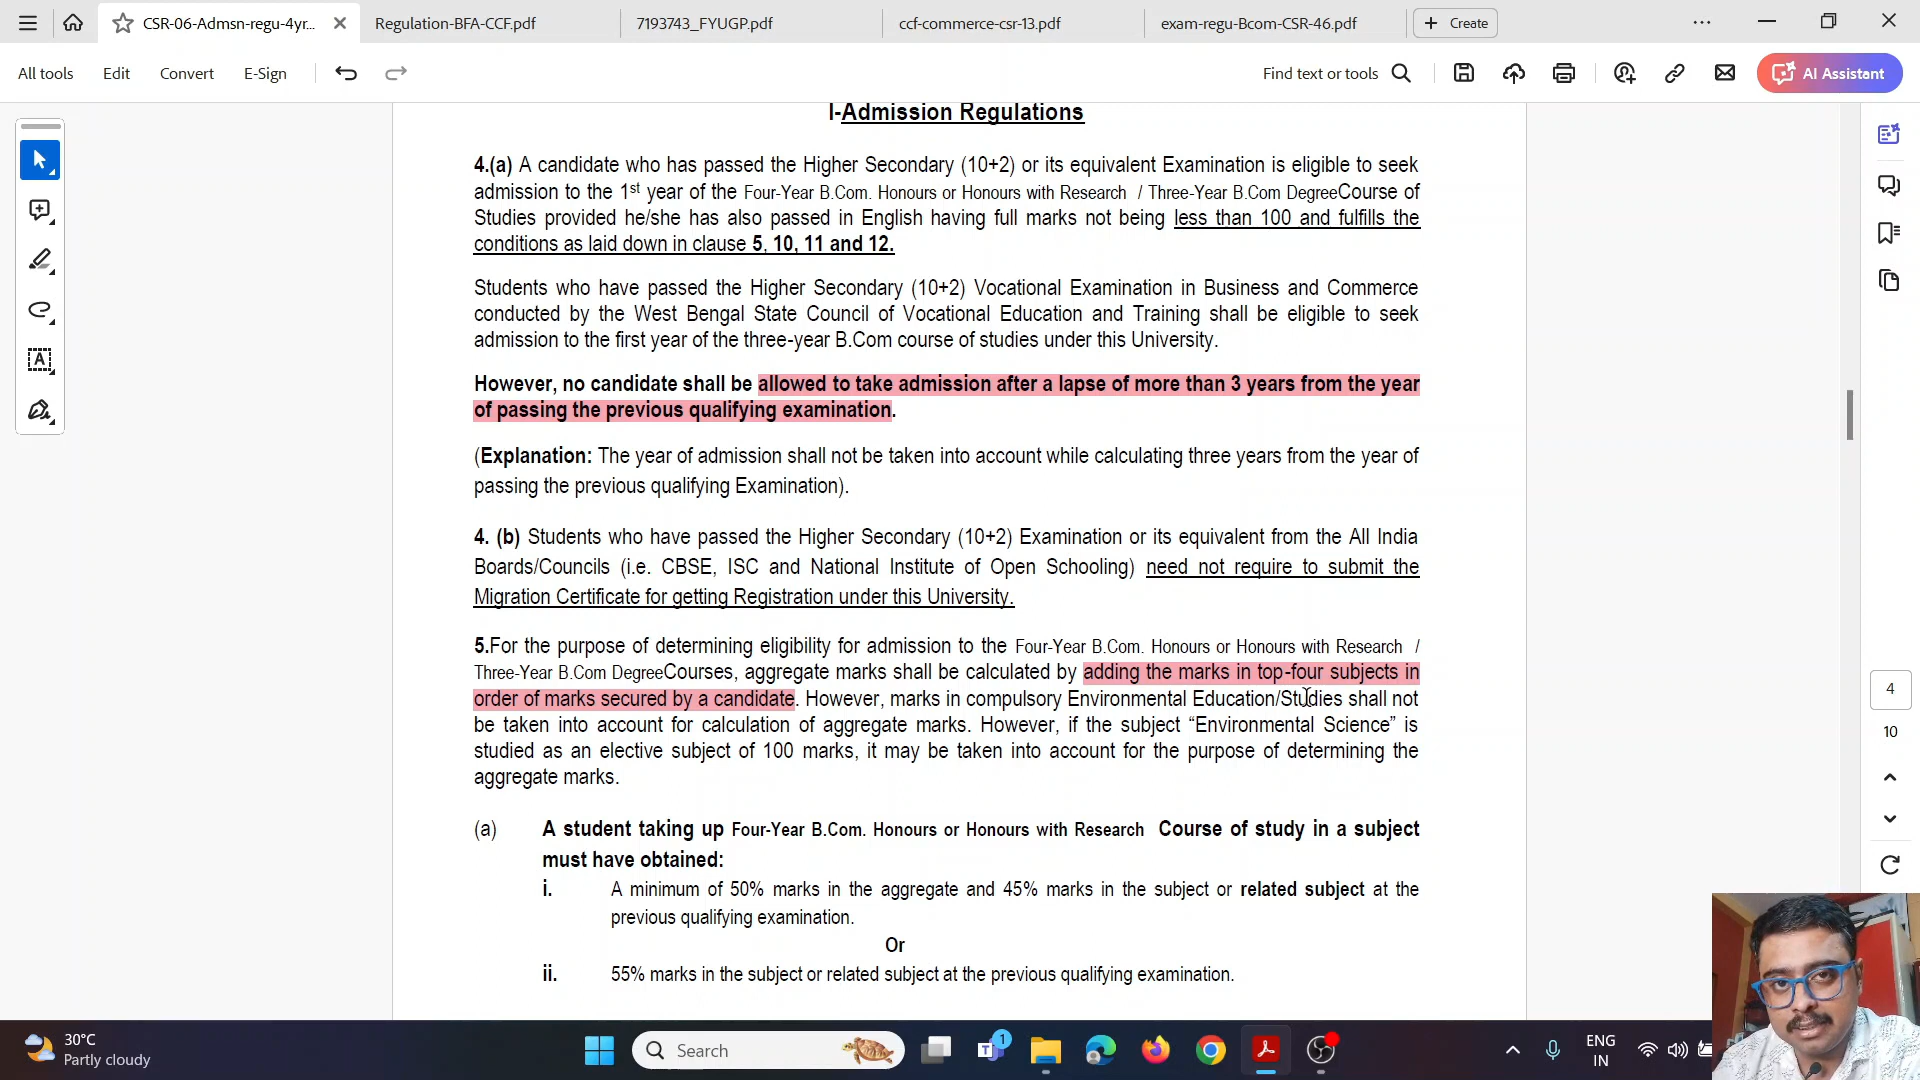 CSR-06-Admsn-regu-4yr...
Regulation-BFA-CCF.pdf
7193743_FYUGP.pdf
ccf-commerce-csr-13.pdf
exam-regu-Bcom-CSR-46.pdf
Create
All tools
Edit
Convert
E-Sign
Find text or tools
AI Assistant
I-Admission Regulations
4.(a) A candidate who has passed the Higher Secondary (10+2) or its equivalent Examination is eligible to seek
admission to the 1st year of the Four-Year B.Com. Honours or Honours with Research / Three-Year B.Com DegreeCourse of
Studies provided he/she has also passed in English having full marks not being less than 100 and fulfills the
conditions as laid down in clause 5, 10, 11 and 12.
Students who have passed the Higher Secondary (10+2) Vocational Examination in Business and Commerce
conducted by the West Bengal State Council of Vocational Education and Training shall be eligible to seek
admission to the first year of the three-year B.Com course of studies under this University.
However, no candidate shall be allowed to take admission after a lapse of more than 3 years from the year
of passing the previous qualifying examination.
(Explanation: The year of admission shall not be taken into account while calculating three years from the year of
passing the previous qualifying Examination).
4. (b) Students who have passed the Higher Secondary (10+2) Examination or its equivalent from the All India
Boards/Councils (i.e. CBSE, ISC and National Institute of Open Schooling) need not require to submit the
Migration Certificate for getting Registration under this University.
5.For the purpose of determining eligibility for admission to the Four-Year B.Com. Honours or Honours with Research /
Three-Year B.Com DegreeCourses, aggregate marks shall be calculated by adding the marks in top-four subjects in
order of marks secured by a candidate. However, marks in compulsory Environmental Education/Studies shall not
be taken into account for calculation of aggregate marks. However, if the subject “Environmental Science” is
studied as an elective subject of 100 marks, it may be taken into account for the purpose of determining the
aggregate marks.
(a) A student taking up Four-Year B.Com. Honours or Honours with Research Course of study in a subject
must have obtained:
i. A minimum of 50% marks in the aggregate and 45% marks in the subject or related subject at the
previous qualifying examination.
Or
ii. 55% marks in the subject or related subject at the previous qualifying examination.
4
10
30°C
Partly cloudy
Search
1
ENG
IN